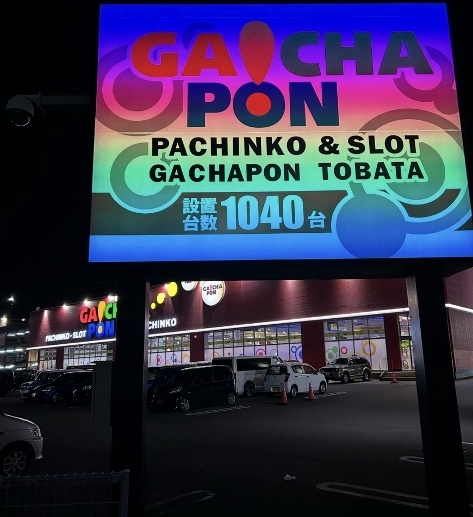 GA!CHA
PON
PACHINKO & SLOT
GACHAPON TOBATA
設置
台数 1040 台
GA!CHA
PON
PACHINKO・SLOT
CHINKO
GA!CHA
PON